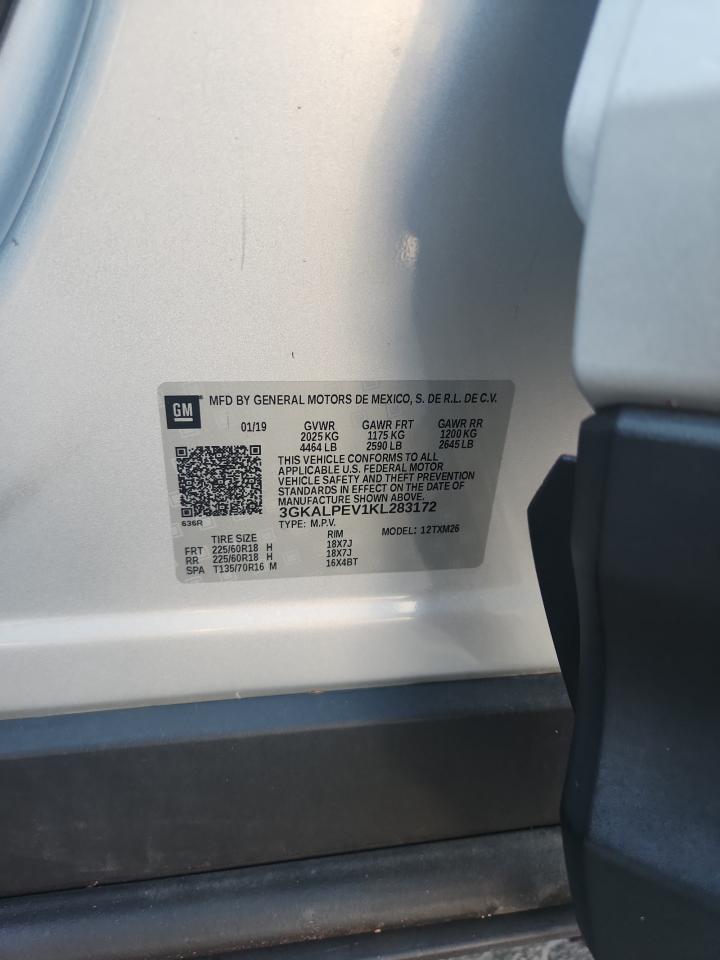 GM MFD BY GENERAL MOTORS DE MEXICO, S. DE R.L. DE C.V.
01/19 GVWR GAWR FRT GAWR RR
2025 KG 1175 KG 1200 KG
4464 LB 2590 LB 2645 LB
THIS VEHICLE CONFORMS TO ALL
APPLICABLE U.S. FEDERAL MOTOR
VEHICLE SAFETY AND THEFT PREVENTION
STANDARDS IN EFFECT ON THE DATE OF
MANUFACTURE SHOWN ABOVE.
636R 3GKALPEV1KL283172
TYPE: M.P.V. MODEL: 12TXM26
TIRE SIZE RIM
FRT 225/60R18 H 18X7J
RR 225/60R18 H 18X7J
SPA T135/70R16 M 16X4BT